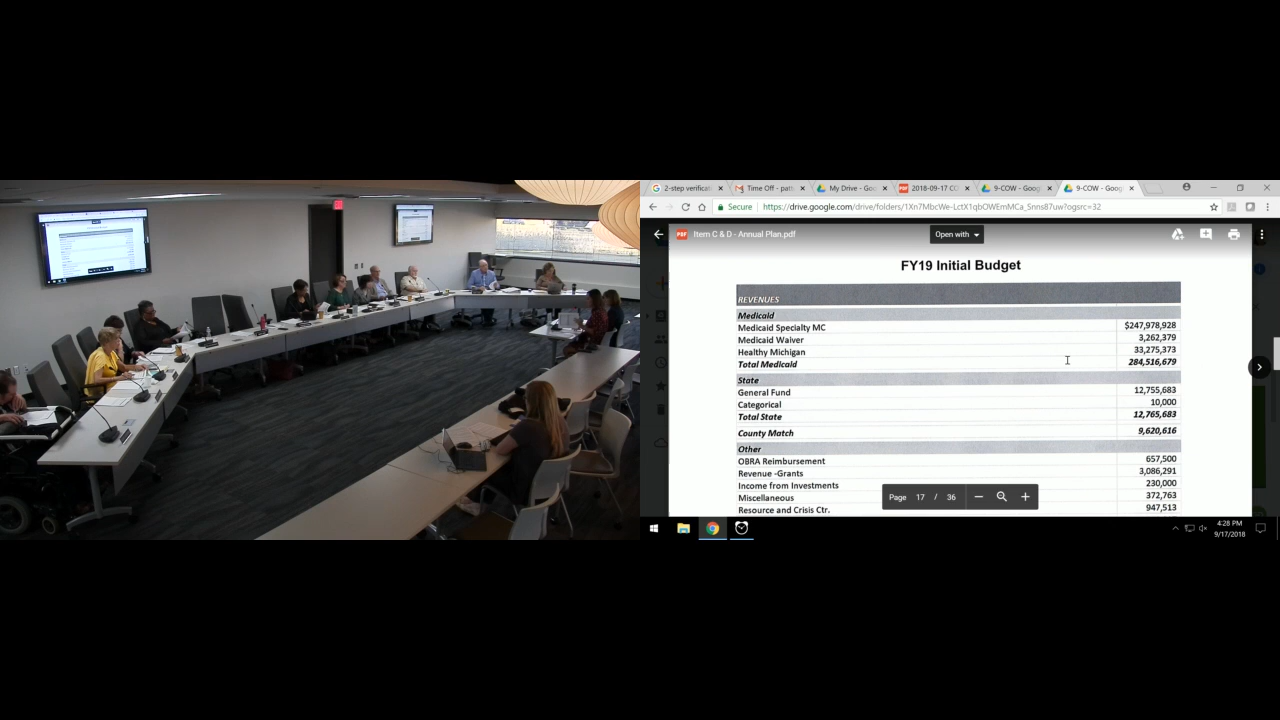 2-step verificat
Time Off - patt
My Drive - Goo
2018-09-17 CO
9-COW - Goog
9-COW - Goog
Secure https://drive.google.com/drive/folders/1Xn7MbcWe-LctX1qbOWEmMCa_Snns87uw?ogsrc=32
PDF Item C & D - Annual Plan.pdf
Open with
FY19 Initial Budget
REVENUES
Medicaid
Medicaid Specialty MC $247,978,928
Medicaid Waiver 3,262,379
Healthy Michigan 33,275,373
Total Medicaid 284,516,679
State
General Fund 12,755,683
Categorical 10,000
Total State 12,765,683
County Match 9,620,616
Other
OBRA Reimbursement 657,500
Revenue -Grants 3,086,291
Income from Investments 230,000
Miscellaneous 372,763
Resource and Crisis Ctr. 947,513
Page 17 / 36
4:28 PM
9/17/2018